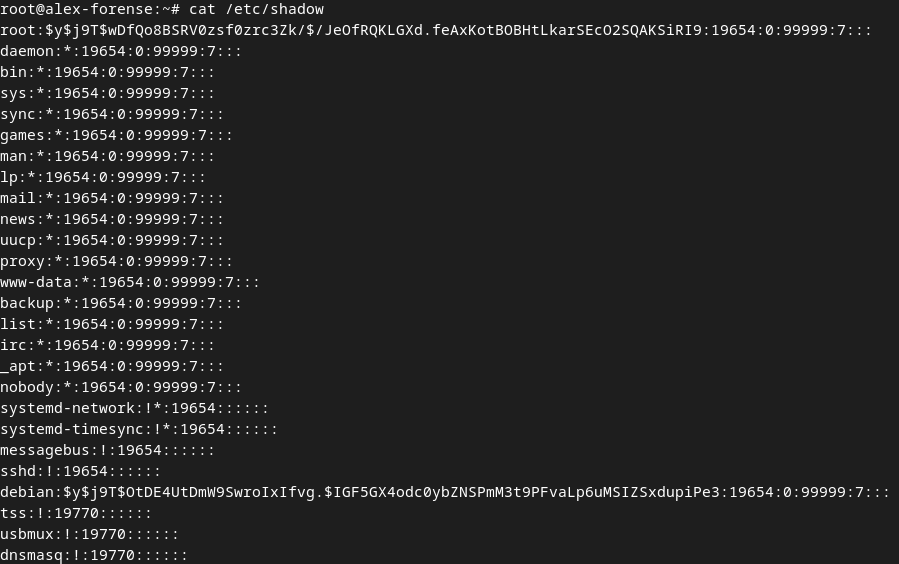 root@alex-forense:~# cat /etc/shadow
root:$y$j9T$wDfQo8BSRV0zsf0zrc3Zk/$/JeOfRQKLGXd.feAxKotBOBHtLkarSEcO2SQAKSiRI9:19654:0:99999:7:::
daemon:*:19654:0:99999:7:::
bin:*:19654:0:99999:7:::
sys:*:19654:0:99999:7:::
sync:*:19654:0:99999:7:::
games:*:19654:0:99999:7:::
man:*:19654:0:99999:7:::
lp:*:19654:0:99999:7:::
mail:*:19654:0:99999:7:::
news:*:19654:0:99999:7:::
uucp:*:19654:0:99999:7:::
proxy:*:19654:0:99999:7:::
www-data:*:19654:0:99999:7:::
backup:*:19654:0:99999:7:::
list:*:19654:0:99999:7:::
irc:*:19654:0:99999:7:::
_apt:*:19654:0:99999:7:::
nobody:*:19654:0:99999:7:::
systemd-network:!*:19654::::::
systemd-timesync:!*:19654::::::
messagebus:!:19654::::::
sshd:!:19654::::::
debian:$y$j9T$OtDE4UtDmW9SwroIxIfvg.$IGF5GX4odc0ybZNSPmM3t9PFvaLp6uMSIZSxdupiPe3:19654:0:99999:7:::
tss:!:19770::::::
usbmux:!:19770::::::
dnsmasq:!:19770::::::